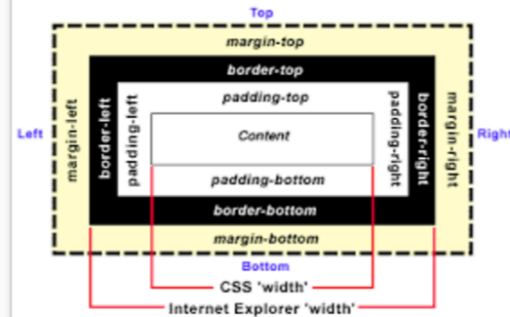 Top
margin-top
border-top
padding-top
Left
margin-left
border-left
padding-left
Content
padding-right
border-right
margin-right
Right
padding-bottom
border-bottom
margin-bottom
Bottom
CSS 'width'
Internet Explorer 'width'